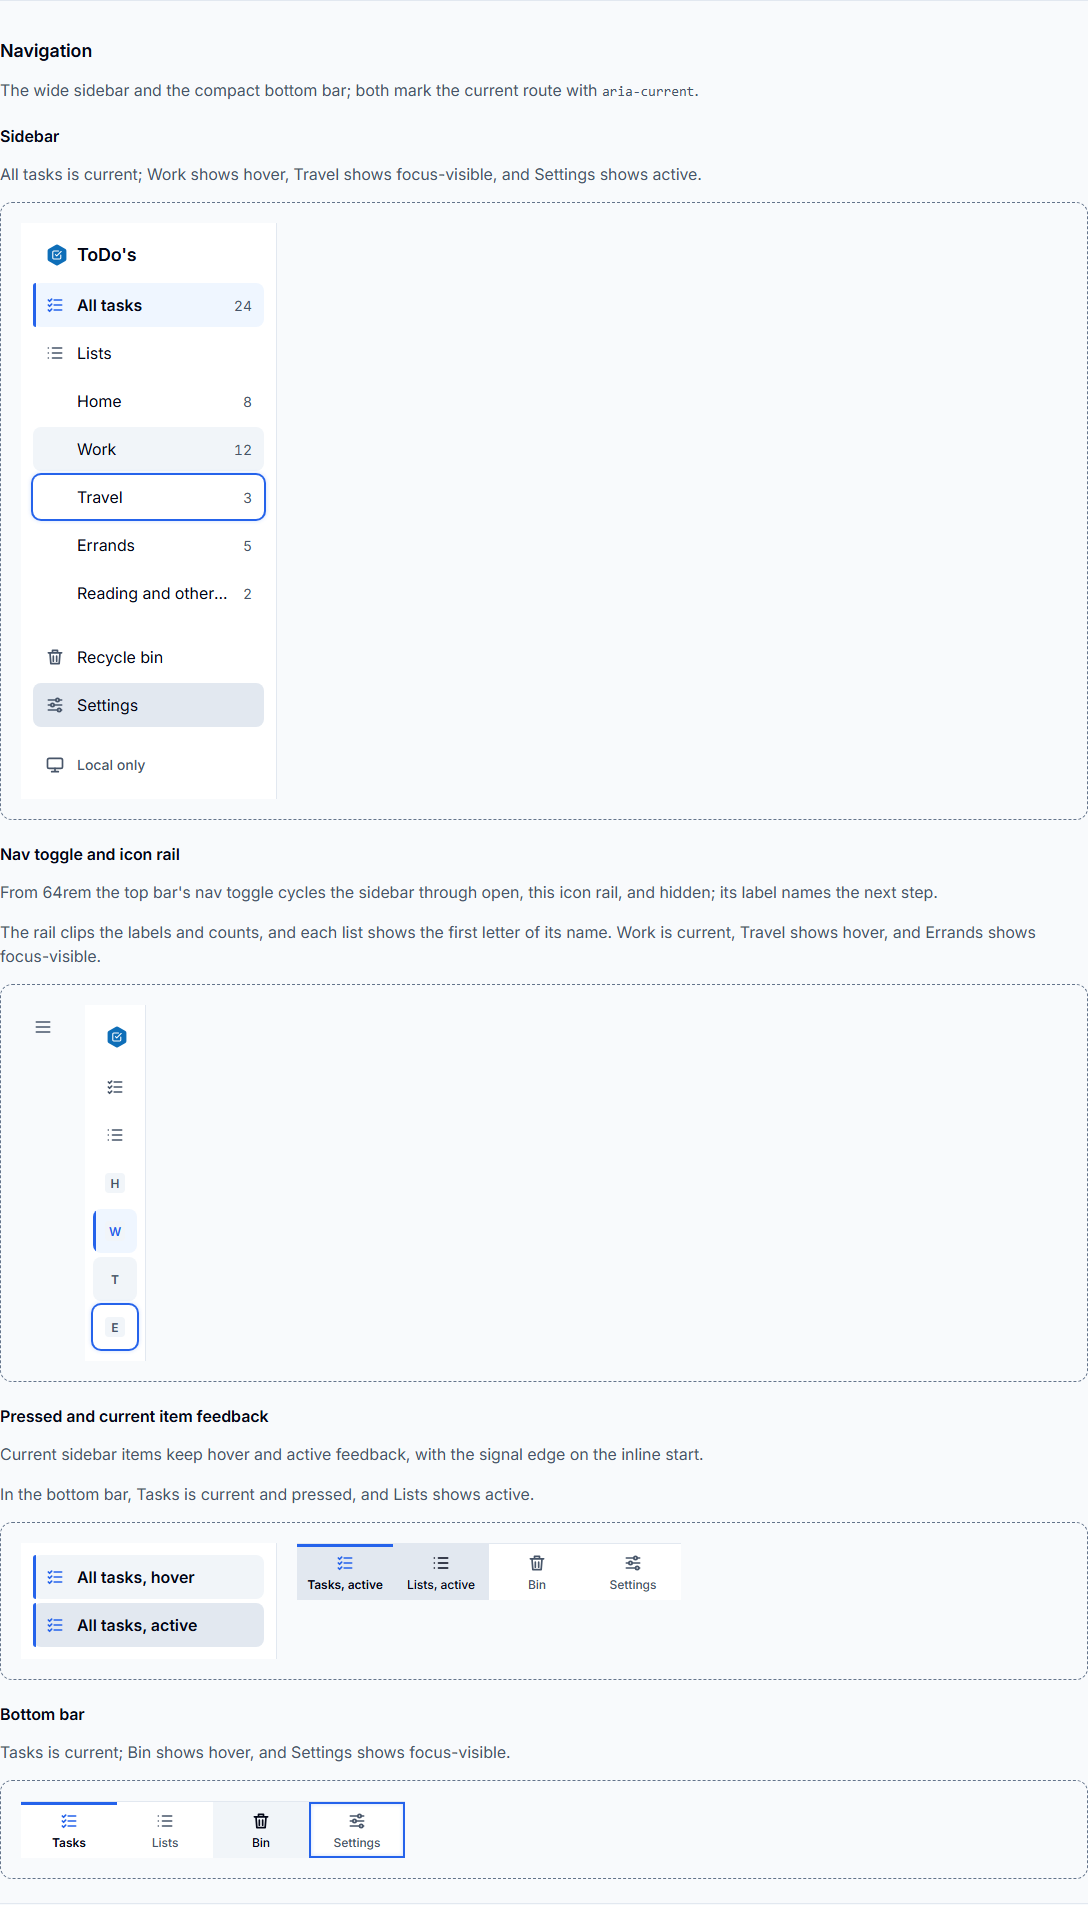 Navigation
The wide sidebar and the compact bottom bar; both mark the current route with aria-current.
Sidebar
All tasks is current; Work shows hover, Travel shows focus-visible, and Settings shows active.
ToDo's
All tasks 24
Lists
Home 8
Work 12
Travel 3
Errands 5
Reading and other... 2
Recycle bin
Settings
Local only
Nav toggle and icon rail
From 64rem the top bar's nav toggle cycles the sidebar through open, this icon rail, and hidden; its label names the next step.
The rail clips the labels and counts, and each list shows the first letter of its name. Work is current, Travel shows hover, and Errands shows
focus-visible.
H
W
T
E
Pressed and current item feedback
Current sidebar items keep hover and active feedback, with the signal edge on the inline start.
In the bottom bar, Tasks is current and pressed, and Lists shows active.
All tasks, hover
All tasks, active
Tasks, active Lists, active Bin Settings
Bottom bar
Tasks is current; Bin shows hover, and Settings shows focus-visible.
Tasks Lists Bin Settings